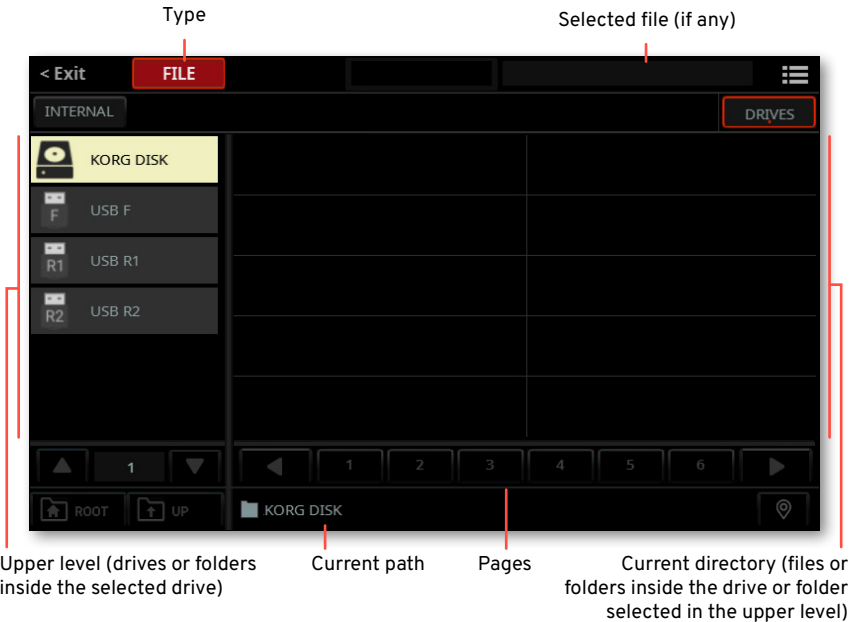 Type
Selected file (if any)
< Exit
FILE
INTERNAL
DRIVES
KORG DISK
F
USB F
R1
USB R1
R2
USB R2
1
1
2
3
4
5
6
ROOT
UP
KORG DISK
Upper level (drives or folders
inside the selected drive)
Current path
Pages
Current directory (files or
folders inside the drive or folder
selected in the upper level)